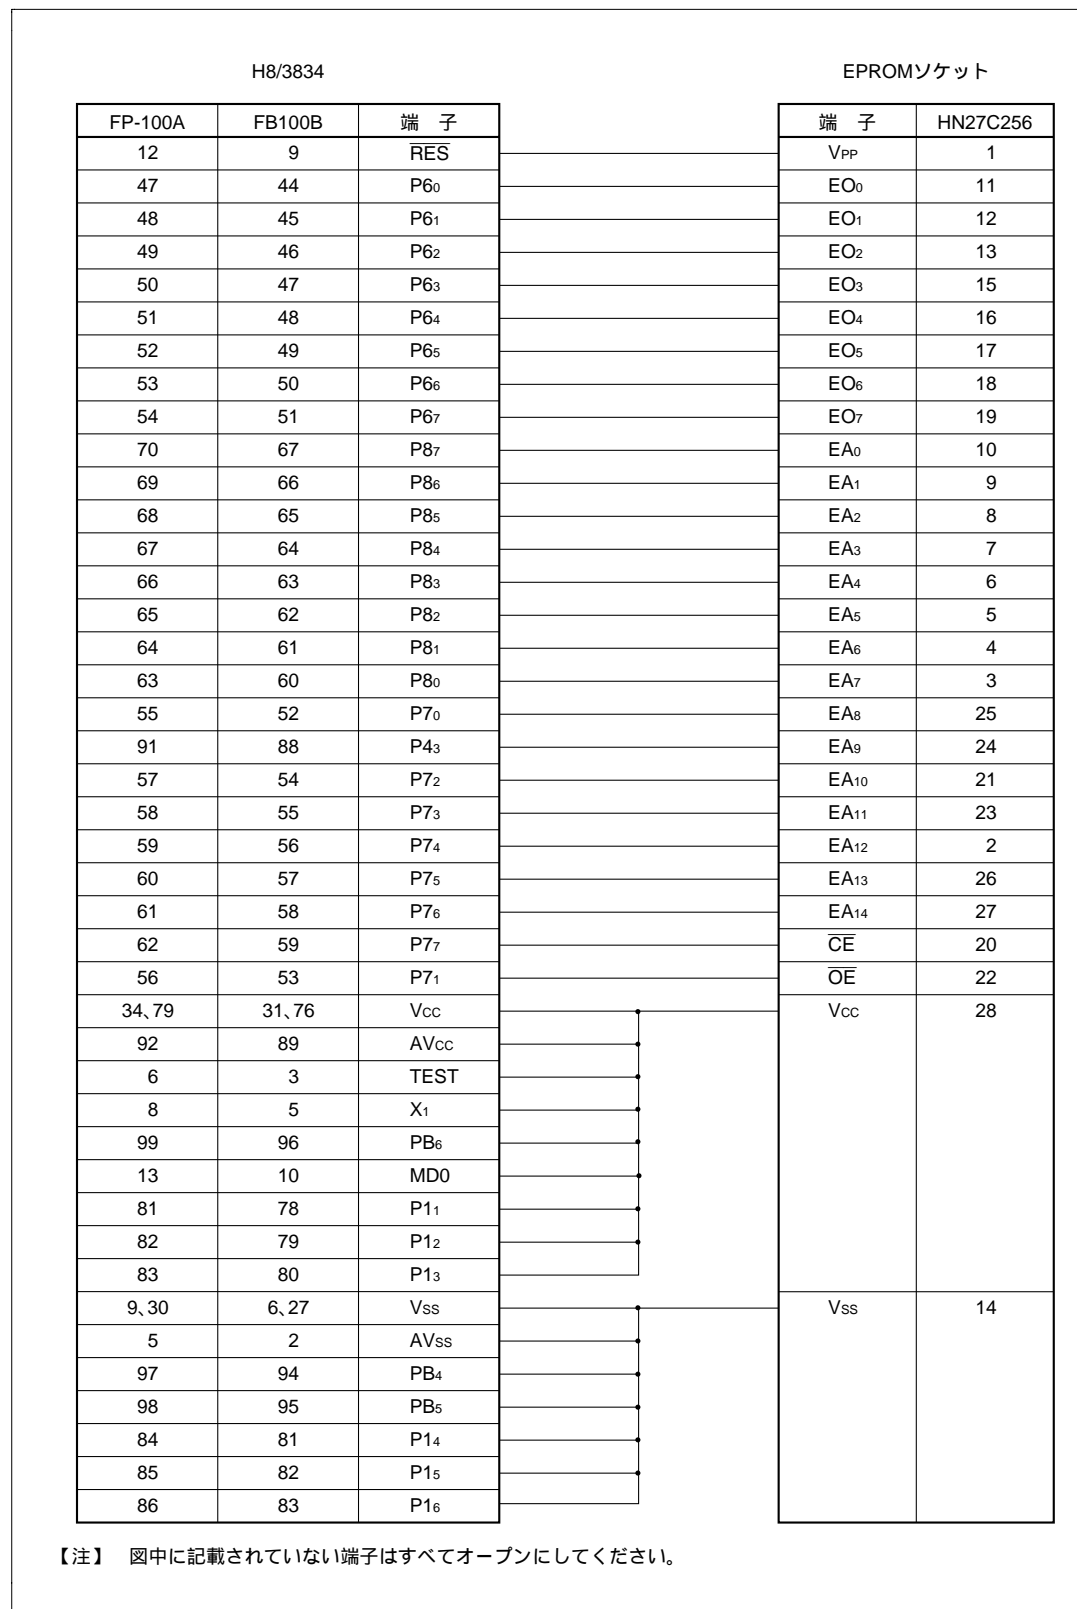 H8/3834 EPROMソケット
FP-100A FB100B 端 子 端 子 HN27C256
12 9 R̅E̅S̅ VPP 1
47 44 P6₀ EO₀ 11
48 45 P6₁ EO₁ 12
49 46 P6₂ EO₂ 13
50 47 P6₃ EO₃ 15
51 48 P6₄ EO₄ 16
52 49 P6₅ EO₅ 17
53 50 P6₆ EO₆ 18
54 51 P6₇ EO₇ 19
70 67 P8₇ EA₀ 10
69 66 P8₆ EA₁ 9
68 65 P8₅ EA₂ 8
67 64 P8₄ EA₃ 7
66 63 P8₃ EA₄ 6
65 62 P8₂ EA₅ 5
64 61 P8₁ EA₆ 4
63 60 P8₀ EA₇ 3
55 52 P7₀ EA₈ 25
91 88 P4₃ EA₉ 24
57 54 P7₂ EA₁₀ 21
58 55 P7₃ EA₁₁ 23
59 56 P7₄ EA₁₂ 2
60 57 P7₅ EA₁₃ 26
61 58 P7₆ EA₁₄ 27
62 59 P7₇ C̅E̅ 20
56 53 P7₁ O̅E̅ 22
34、79 31、76 VCC VCC 28
92 89 AVCC
6 3 TEST
8 5 X₁
99 96 PB₆
13 10 MD0
81 78 P1₁
82 79 P1₂
83 80 P1₃
9、30 6、27 VSS VSS 14
5 2 AVSS
97 94 PB₄
98 95 PB₅
84 81 P1₄
85 82 P1₅
86 83 P1₆
【注】 図中に記載されていない端子はすべてオープンにしてください。